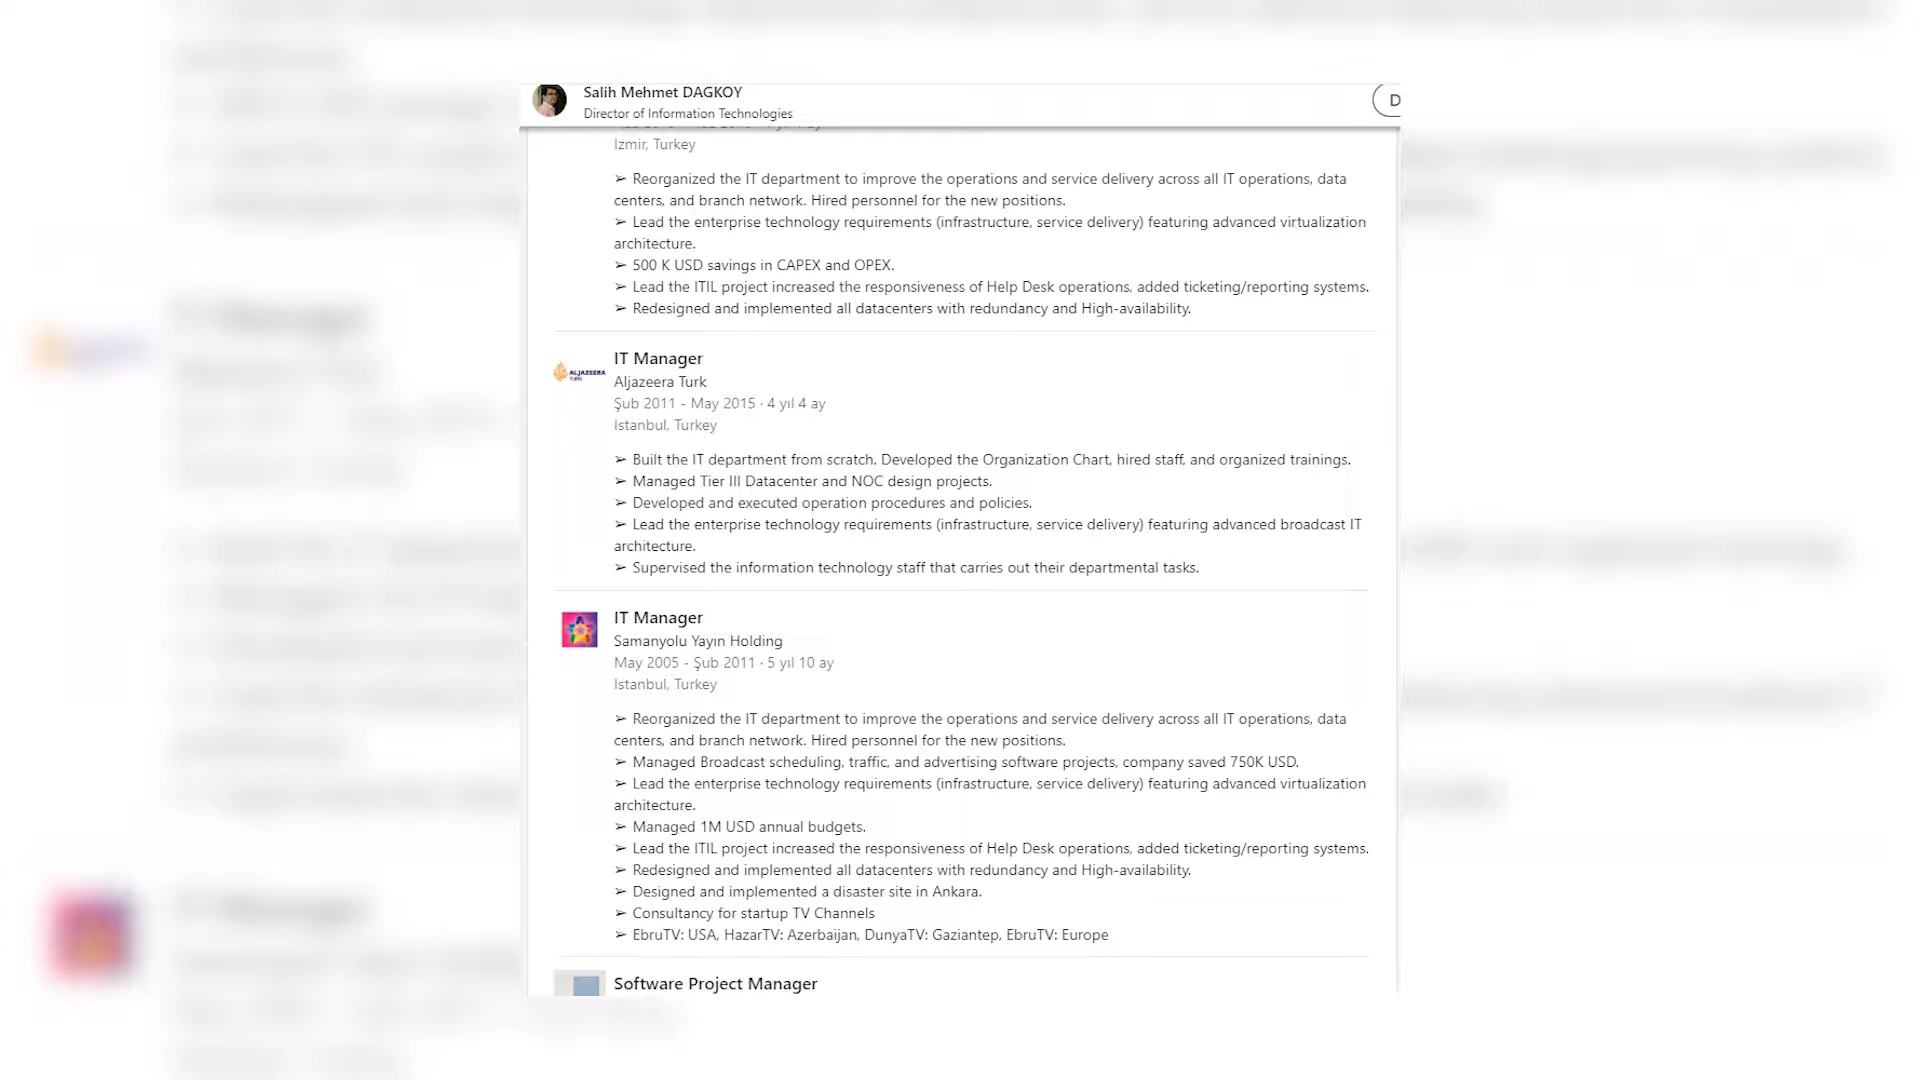 Salih Mehmet DAGKOY
Director of Information Technologies
D
Izmir, Turkey
➢ Reorganized the IT department to improve the operations and service delivery across all IT operations, data
centers, and branch network. Hired personnel for the new positions.
➢ Lead the enterprise technology requirements (infrastructure, service delivery) featuring advanced virtualization
architecture.
➢ 500 K USD savings in CAPEX and OPEX.
➢ Lead the ITIL project increased the responsiveness of Help Desk operations, added ticketing/reporting systems.
➢ Redesigned and implemented all datacenters with redundancy and High-availability.
IT Manager
ALJAZEERA
TURK
Aljazeera Turk
Şub 2011 - May 2015 · 4 yıl 4 ay
Istanbul, Turkey
➢ Built the IT department from scratch. Developed the Organization Chart, hired staff, and organized trainings.
➢ Managed Tier III Datacenter and NOC design projects.
➢ Developed and executed operation procedures and policies.
➢ Lead the enterprise technology requirements (infrastructure, service delivery) featuring advanced broadcast IT
architecture.
➢ Supervised the information technology staff that carries out their departmental tasks.
IT Manager
Samanyolu Yayın Holding
May 2005 - Şub 2011 · 5 yıl 10 ay
Istanbul, Turkey
➢ Reorganized the IT department to improve the operations and service delivery across all IT operations, data
centers, and branch network. Hired personnel for the new positions.
➢ Managed Broadcast scheduling, traffic, and advertising software projects, company saved 750K USD.
➢ Lead the enterprise technology requirements (infrastructure, service delivery) featuring advanced virtualization
architecture.
➢ Managed 1M USD annual budgets.
➢ Lead the ITIL project increased the responsiveness of Help Desk operations, added ticketing/reporting systems.
➢ Redesigned and implemented all datacenters with redundancy and High-availability.
➢ Designed and implemented a disaster site in Ankara.
➢ Consultancy for startup TV Channels
➢ EbruTV: USA, HazarTV: Azerbaijan, DunyaTV: Gaziantep, EbruTV: Europe
Software Project Manager